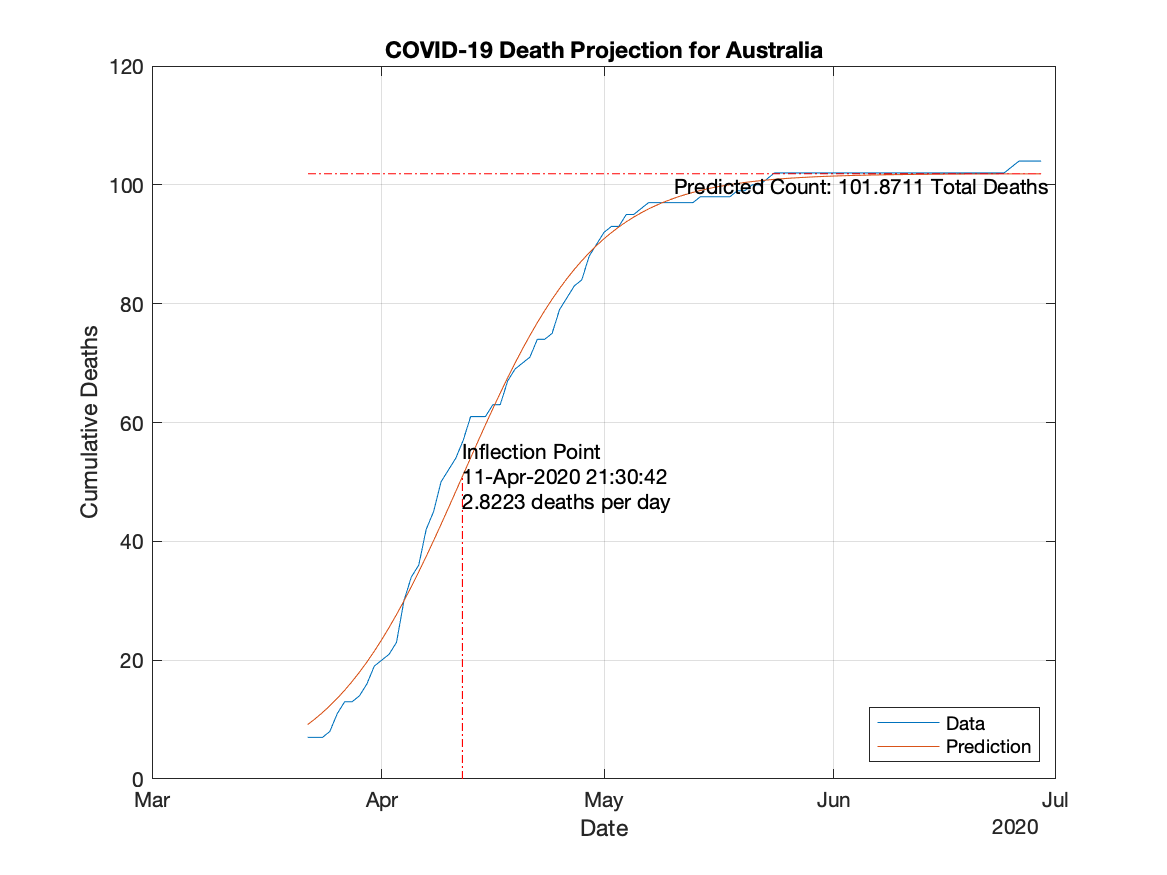 COVID-19 Death Projection for Australia
120
100
80
60
40
20
0
Cumulative Deaths
Predicted Count: 101.8711 Total Deaths
Inflection Point
11-Apr-2020 21:30:42
2.8223 deaths per day
Data
Prediction
Mar
Apr
May
Jun
Jul
Date
2020